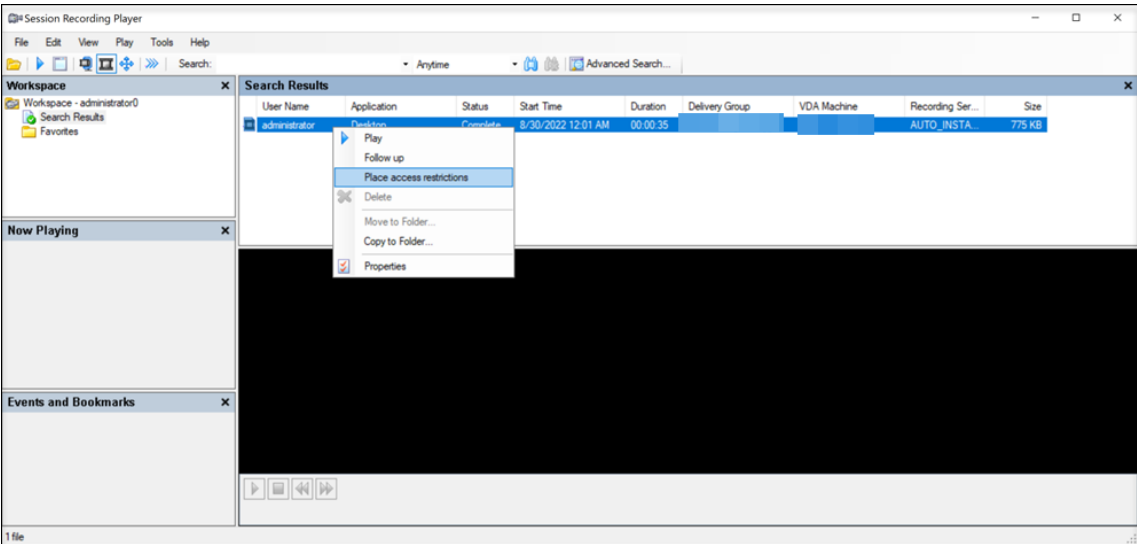 Session Recording Player
File Edit View Play Tools Help
Search: Anytime Advanced Search...
Workspace
Workspace - administrator0
Search Results
Favorites
Now Playing
Events and Bookmarks
Search Results
User Name Application Status Start Time Duration Delivery Group VDA Machine Recording Ser... Size
administrator Desktop Complete 8/30/2022 12:01 AM 00:00:35 AUTO_INSTA... 775 KB
Play
Follow up
Place access restrictions
Delete
Move to Folder...
Copy to Folder...
Properties
1 file